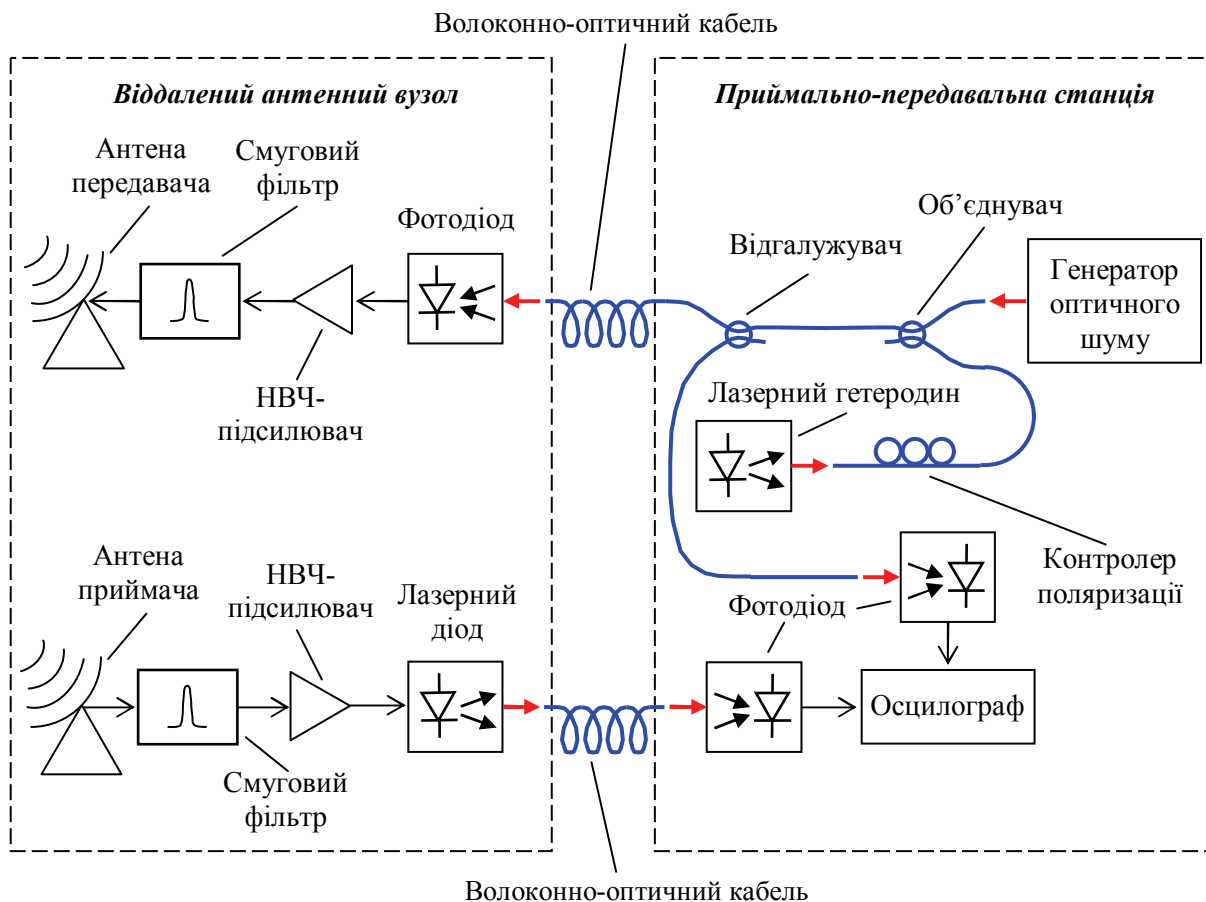 Волоконно-оптичний кабель
Віддалений антенний вузол
Приймально-передавальна станція
Антена
передавача
Смуговий
фільтр
Фотодіод
НВЧ-
підсилювач
Відгалужувач
Об’єднувач
Генератор
оптичного
шуму
Лазерний гетеродин
Контролер
поляризації
Антена
приймача
НВЧ-
підсилювач
Лазерний
діод
Смуговий
фільтр
Фотодіод
Осцилограф
Волоконно-оптичний кабель